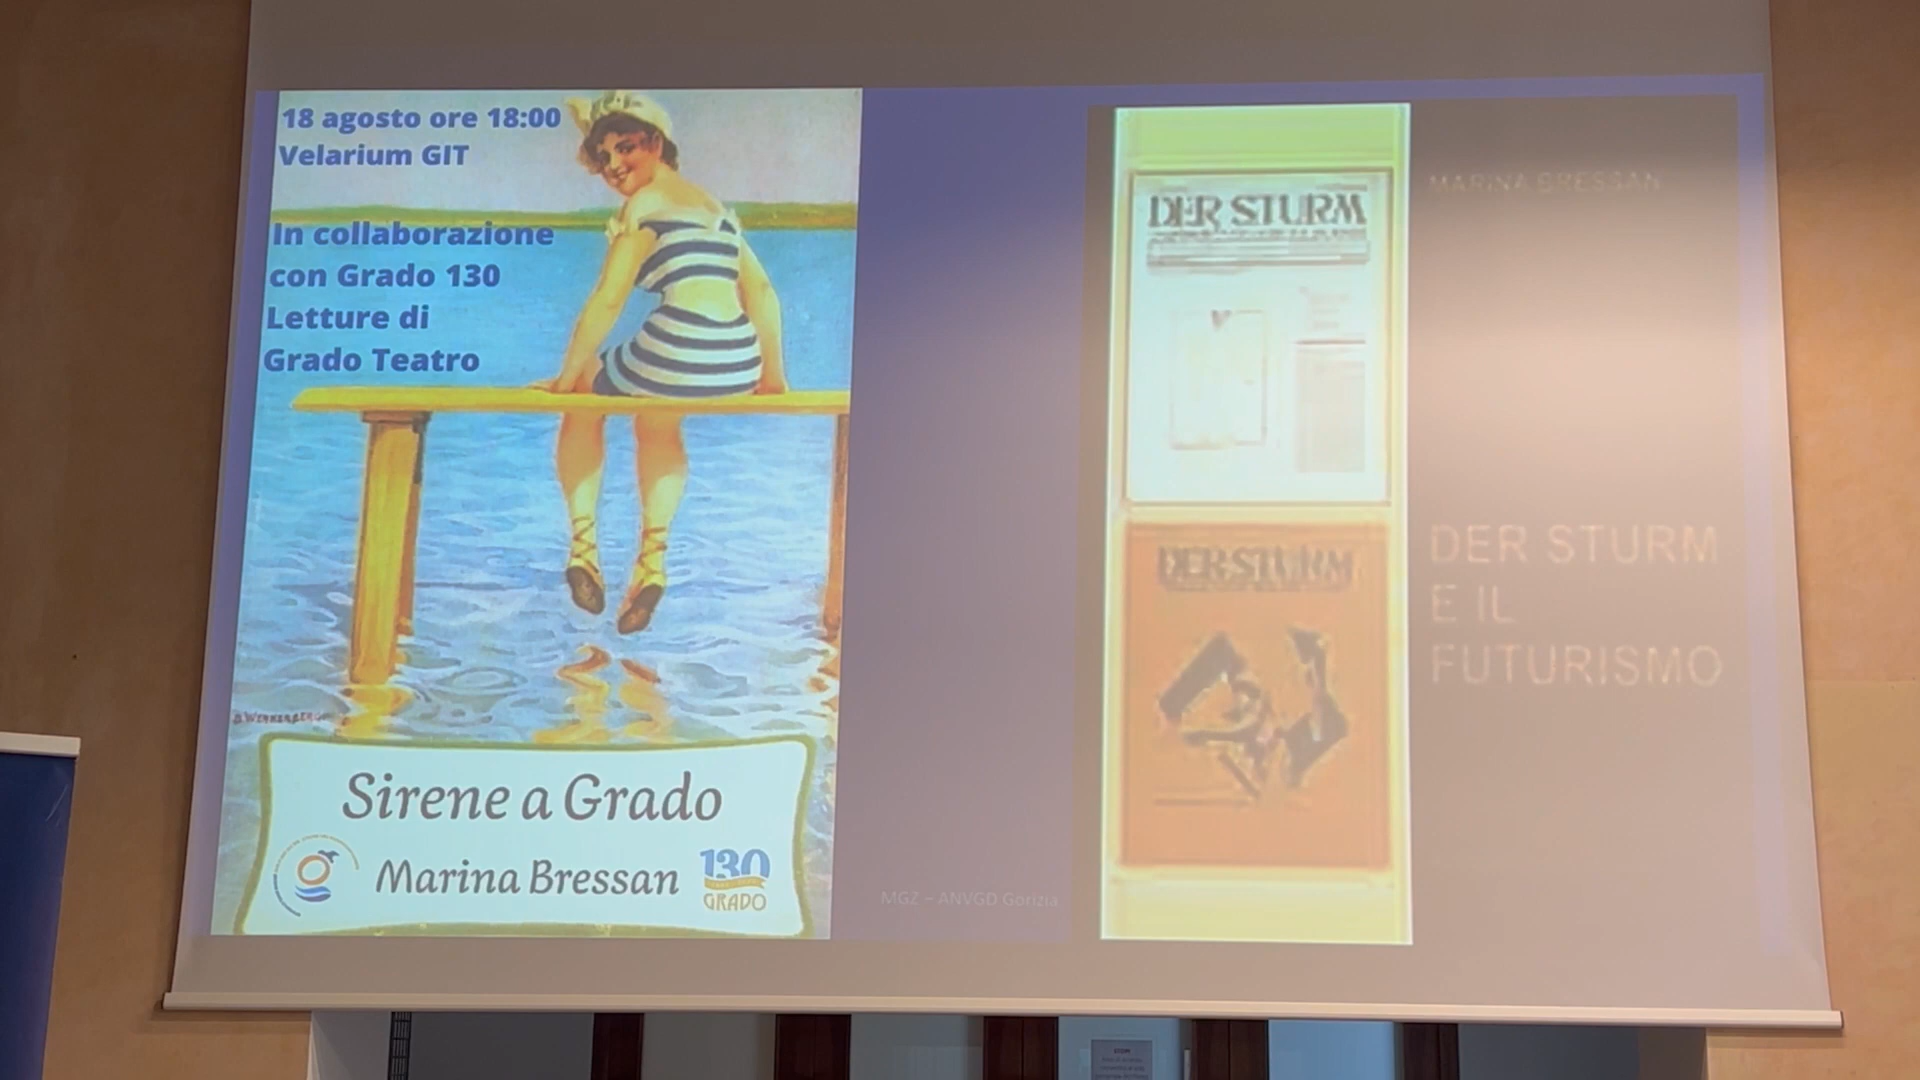 18 agosto ore 18:00
Velarium GIT
In collaborazione
con Grado 130
Letture di
Grado Teatro
Sirene a Grado
Marina Bressan
130
GRADO
MGZ – ANVGD Gorizia
DER STURM
DER STURM
MARINA BRESSAN
DER STURM
E IL
FUTURISMO